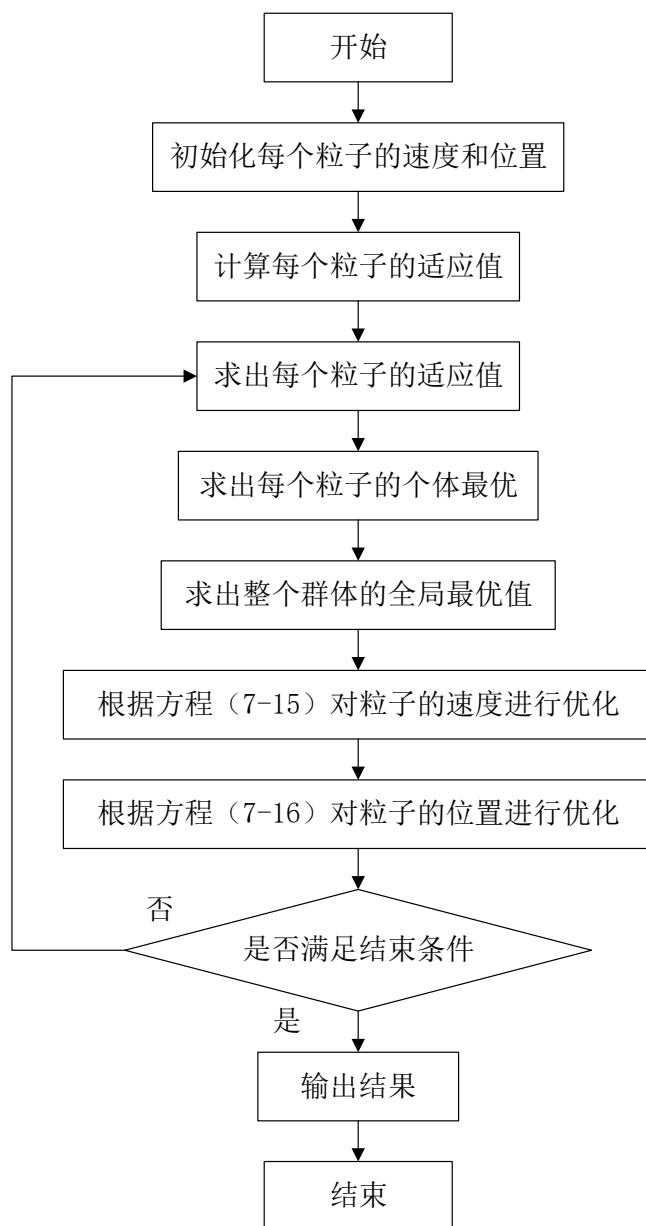 开始
初始化每个粒子的速度和位置
计算每个粒子的适应值
求出每个粒子的适应值
求出每个粒子的个体最优
求出整个群体的全局最优值
根据方程（7-15）对粒子的速度进行优化
根据方程（7-16）对粒子的位置进行优化
否
是否满足结束条件
是
输出结果
结束